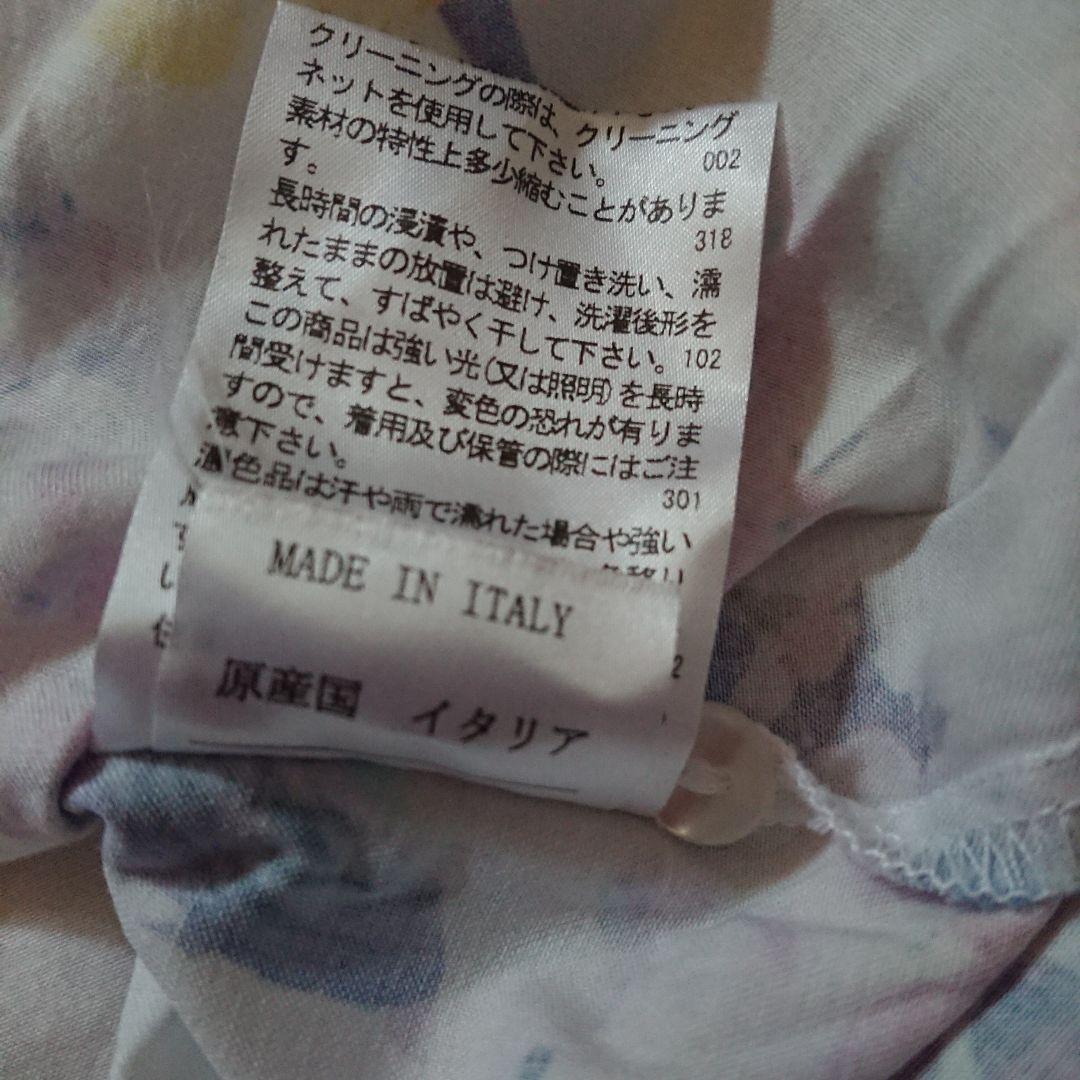 クリーニングの際は、クリーニング
ネットを使用して下さい。
002
素材の特性上多少縮むことがありま
す。
318
長時間の浸漬や、つけ置き洗い、濡
れたままの放置は避け、洗濯後形を
整えて、すばやく干して下さい。102
この商品は強い光(又は照明)を長時
間受けますと、変色の恐れが有りま
すので、着用及び保管の際にはご注
意下さい。
301
色品は汗や雨で濡れた場合や強い
MADE IN ITALY
2
原産国 イタリア